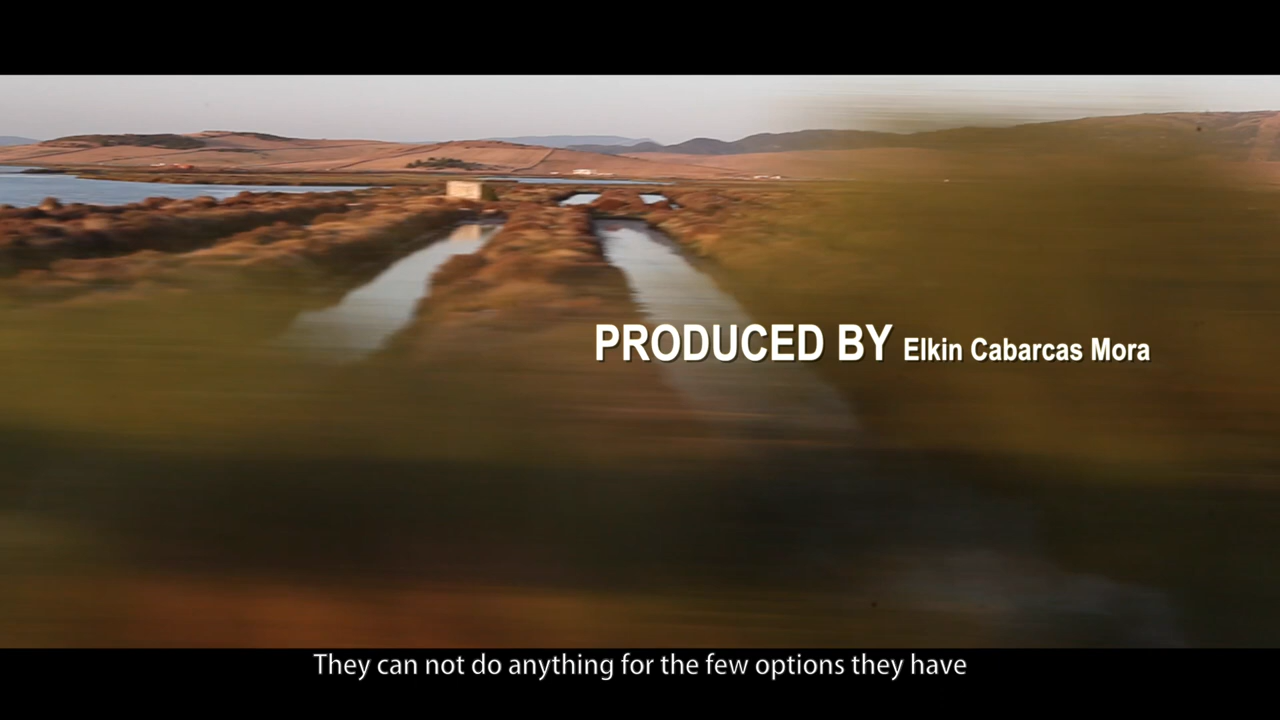 PRODUCED BY Elkin Cabarcas Mora
They can not do anything for the few options they have